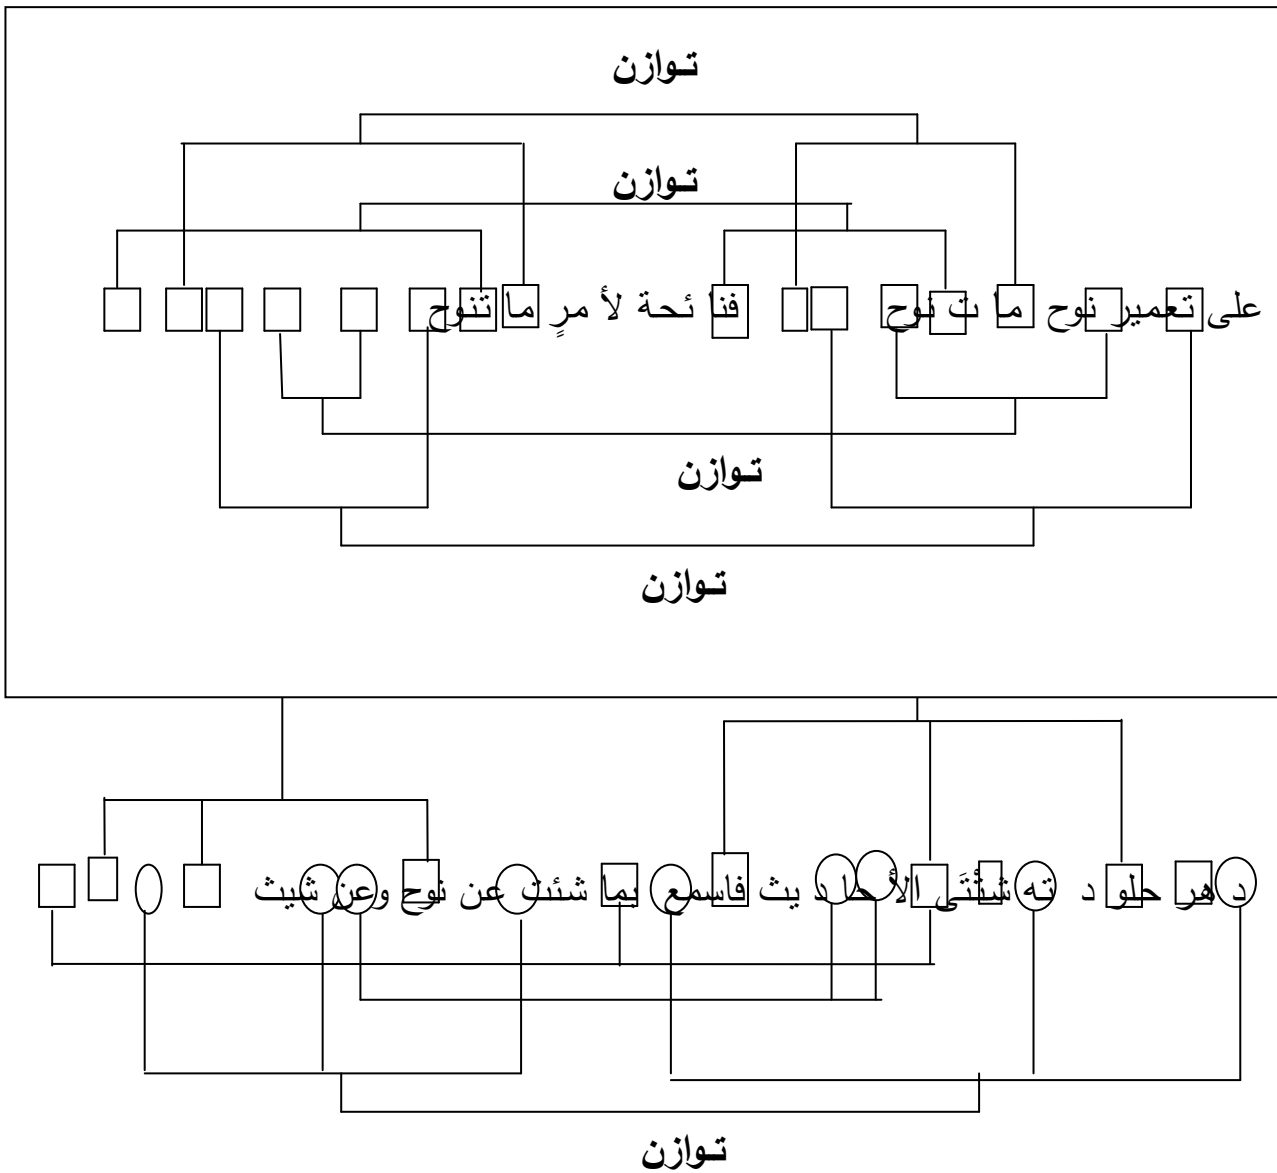 تـوازن
تـوازن
على تعمير نوح ما ت نوح فنا ئحة لأ مرٍ ما تنوح
تـوازن
تـوازن
د هر حلو د ته شتَّى الأ حا د يث فاسمع بما شئت عن نوح وعن شيث
تـوازن